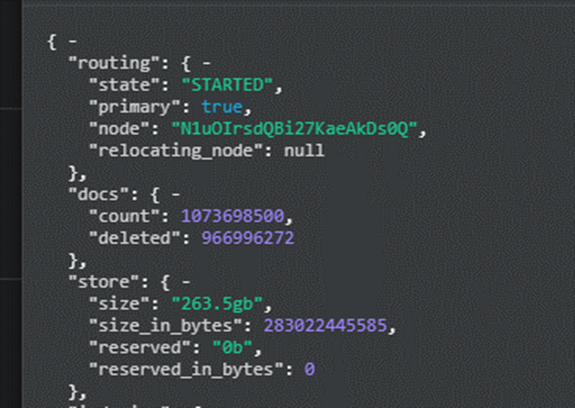 { -
"routing": { -
"state": "STARTED",
"primary": true,
"node": "N1uOIrsdQBi27KaeAkDs0Q",
"relocating_node": null
},
"docs": { -
"count": 1073698500,
"deleted": 966996272
},
"store": { -
"size": "263.5gb",
"size_in_bytes": 283022445585,
"reserved": "0b",
"reserved_in_bytes": 0
},